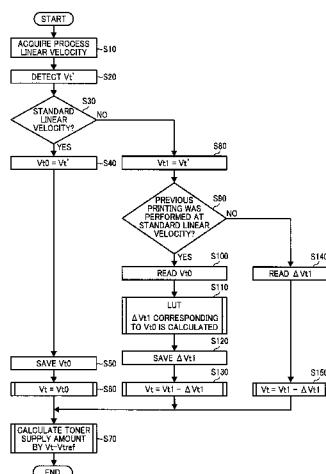 START
ACQUIRE PROCESS
LINEAR VELOCITY
S10
DETECT Vt'
S20
STANDARD
LINEAR
VELOCITY?
S30
NO
YES
Vt0 = Vt'
S40
S80
Vt1 = Vt'
PREVIOUS
PRINTING WAS
PERFORMED AT
STANDARD LINEAR
VELOCITY?
S90
NO
YES
S100
READ Vt0
S140
READ ΔVt1
S110
LUT
ΔVt1 CORRESPONDING
TO Vt0 IS CALCULATED
S120
SAVE ΔVt1
SAVE Vt0
S50
S130
Vt = Vt0
S60
Vt = Vt1 - ΔVt1
Vt = Vt1 - ΔVt1
S150
CALCULATE TONER
SUPPLY AMOUNT
BY Vt-Vtref
S70
END